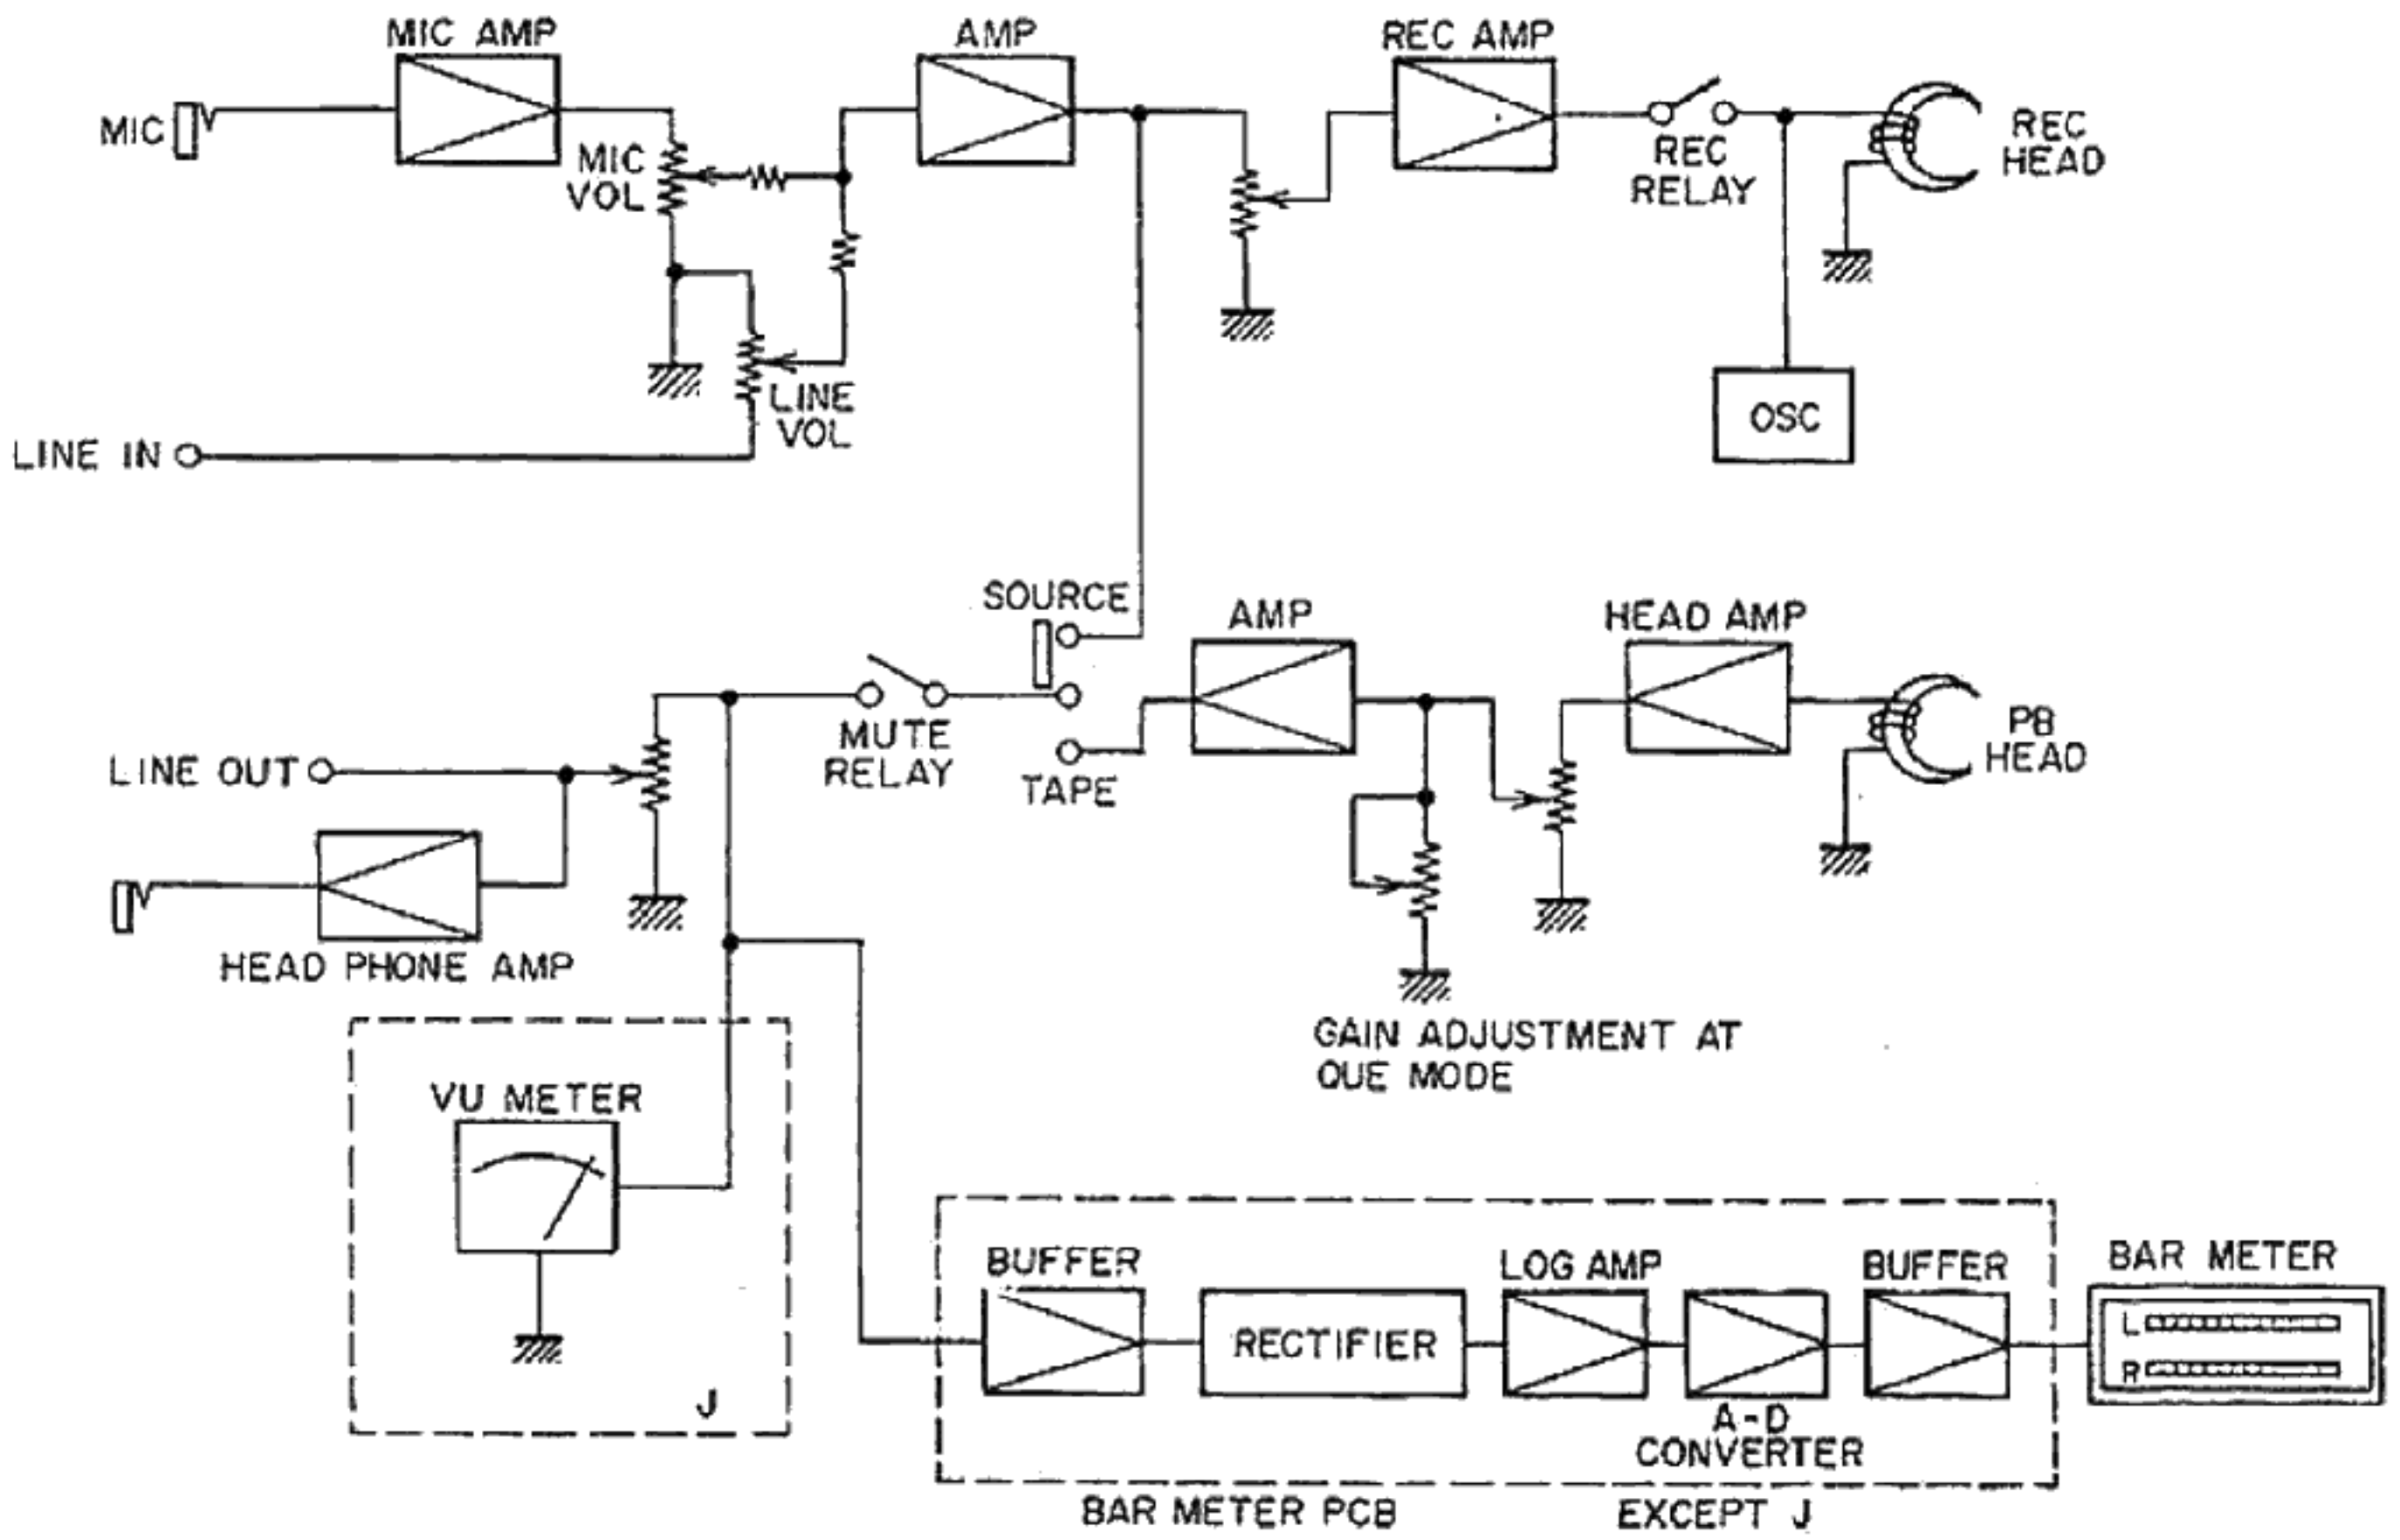 MIC AMP
AMP
REC AMP
MIC
MIC
VOL
REC
RELAY
REC
HEAD
LINE
VOL
OSC
LINE IN
SOURCE
AMP
HEAD AMP
MUTE
RELAY
PB
HEAD
LINE OUT
TAPE
HEAD PHONE AMP
GAIN ADJUSTMENT AT
QUE MODE
VU METER
J
BUFFER
LOG AMP
BUFFER
BAR METER
RECTIFIER
L
R
A-D
CONVERTER
BAR METER PCB
EXCEPT J